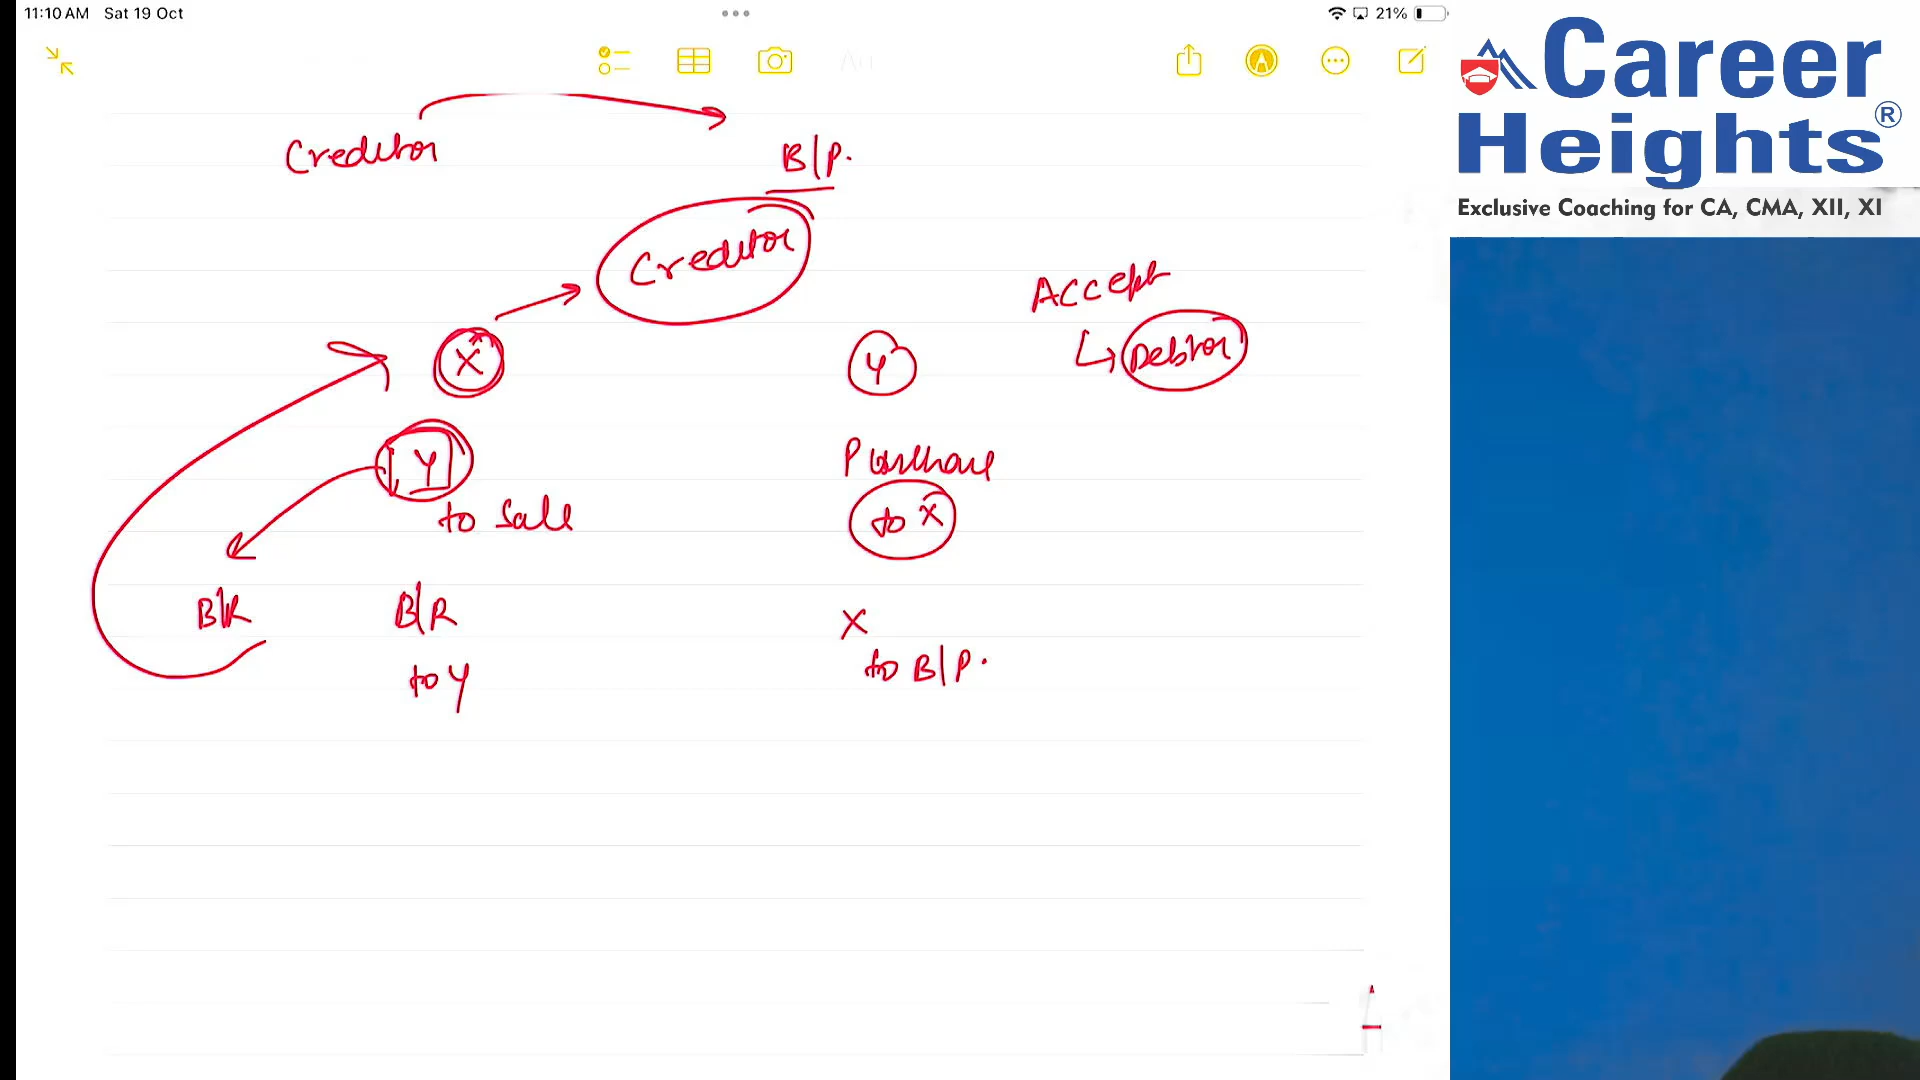 11:10 AM Sat 19 Oct
21%
Career
Heights®
Exclusive Coaching for CA, CMA, XII, XI
Creditor
B/P.
Creditor
Accept
Debtor
X
Y
Y
to Sale
Purchase
to X
B/R
B/R
to Y
X
to B/P.